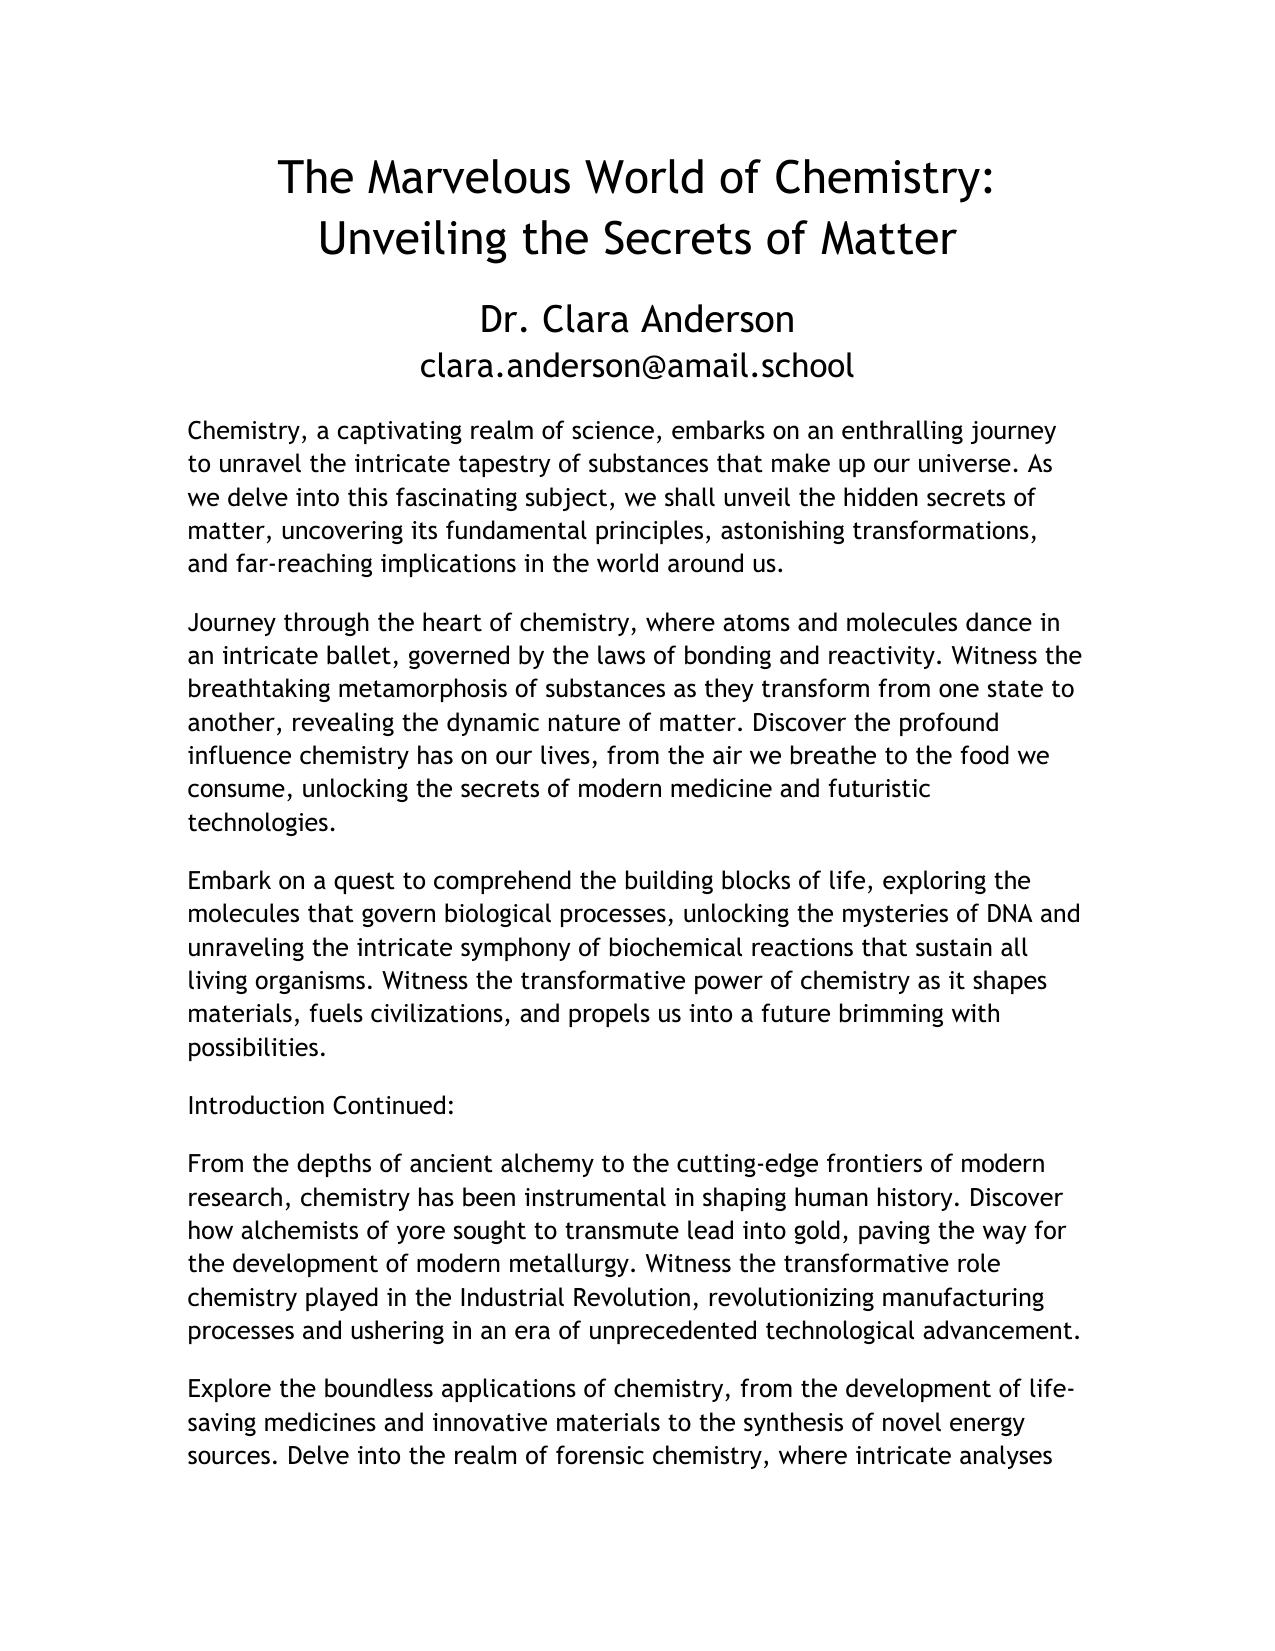 The Marvelous World of Chemistry:
Unveiling the Secrets of Matter
Dr. Clara Anderson
clara.anderson@amail.school
Chemistry, a captivating realm of science, embarks on an enthralling journey
to unravel the intricate tapestry of substances that make up our universe. As
we delve into this fascinating subject, we shall unveil the hidden secrets of
matter, uncovering its fundamental principles, astonishing transformations,
and far-reaching implications in the world around us.
Journey through the heart of chemistry, where atoms and molecules dance in
an intricate ballet, governed by the laws of bonding and reactivity. Witness the
breathtaking metamorphosis of substances as they transform from one state to
another, revealing the dynamic nature of matter. Discover the profound
influence chemistry has on our lives, from the air we breathe to the food we
consume, unlocking the secrets of modern medicine and futuristic
technologies.
Embark on a quest to comprehend the building blocks of life, exploring the
molecules that govern biological processes, unlocking the mysteries of DNA and
unraveling the intricate symphony of biochemical reactions that sustain all
living organisms. Witness the transformative power of chemistry as it shapes
materials, fuels civilizations, and propels us into a future brimming with
possibilities.
Introduction Continued:
From the depths of ancient alchemy to the cutting-edge frontiers of modern
research, chemistry has been instrumental in shaping human history. Discover
how alchemists of yore sought to transmute lead into gold, paving the way for
the development of modern metallurgy. Witness the transformative role
chemistry played in the Industrial Revolution, revolutionizing manufacturing
processes and ushering in an era of unprecedented technological advancement.
Explore the boundless applications of chemistry, from the development of life-
saving medicines and innovative materials to the synthesis of novel energy
sources. Delve into the realm of forensic chemistry, where intricate analyses